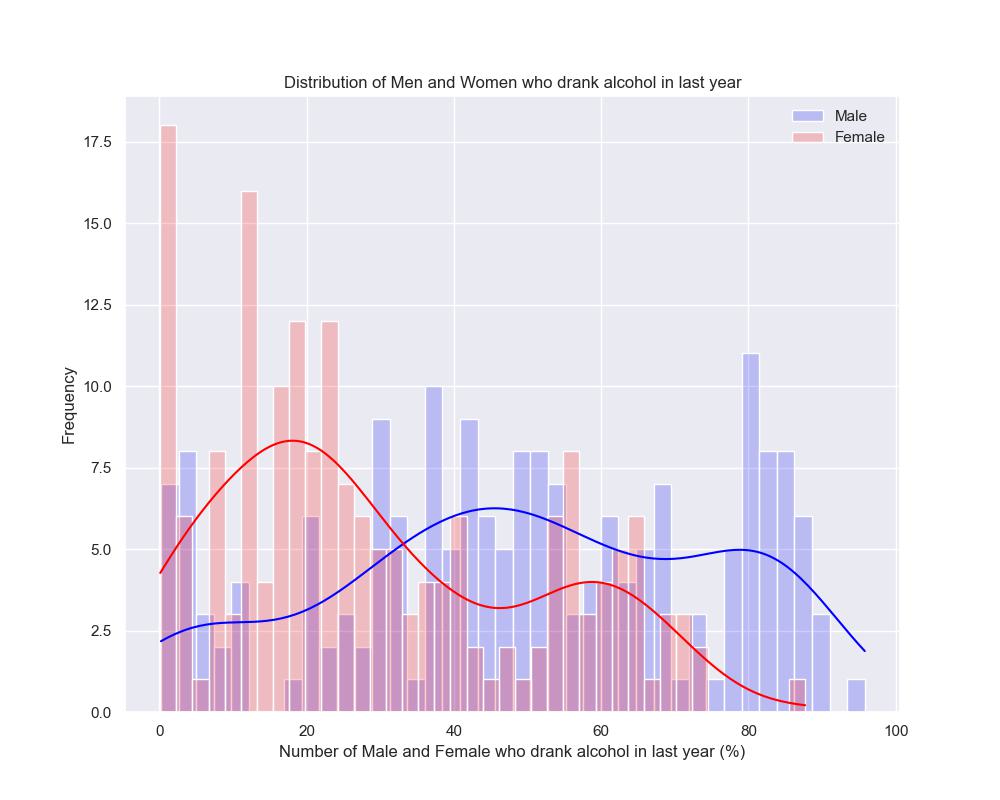 Distribution of Men and Women who drank alcohol in last year
Male
Female
17.5
15.0
12.5
10.0
7.5
5.0
2.5
0.0
Frequency
0 20 40 60 80 100
Number of Male and Female who drank alcohol in last year (%)